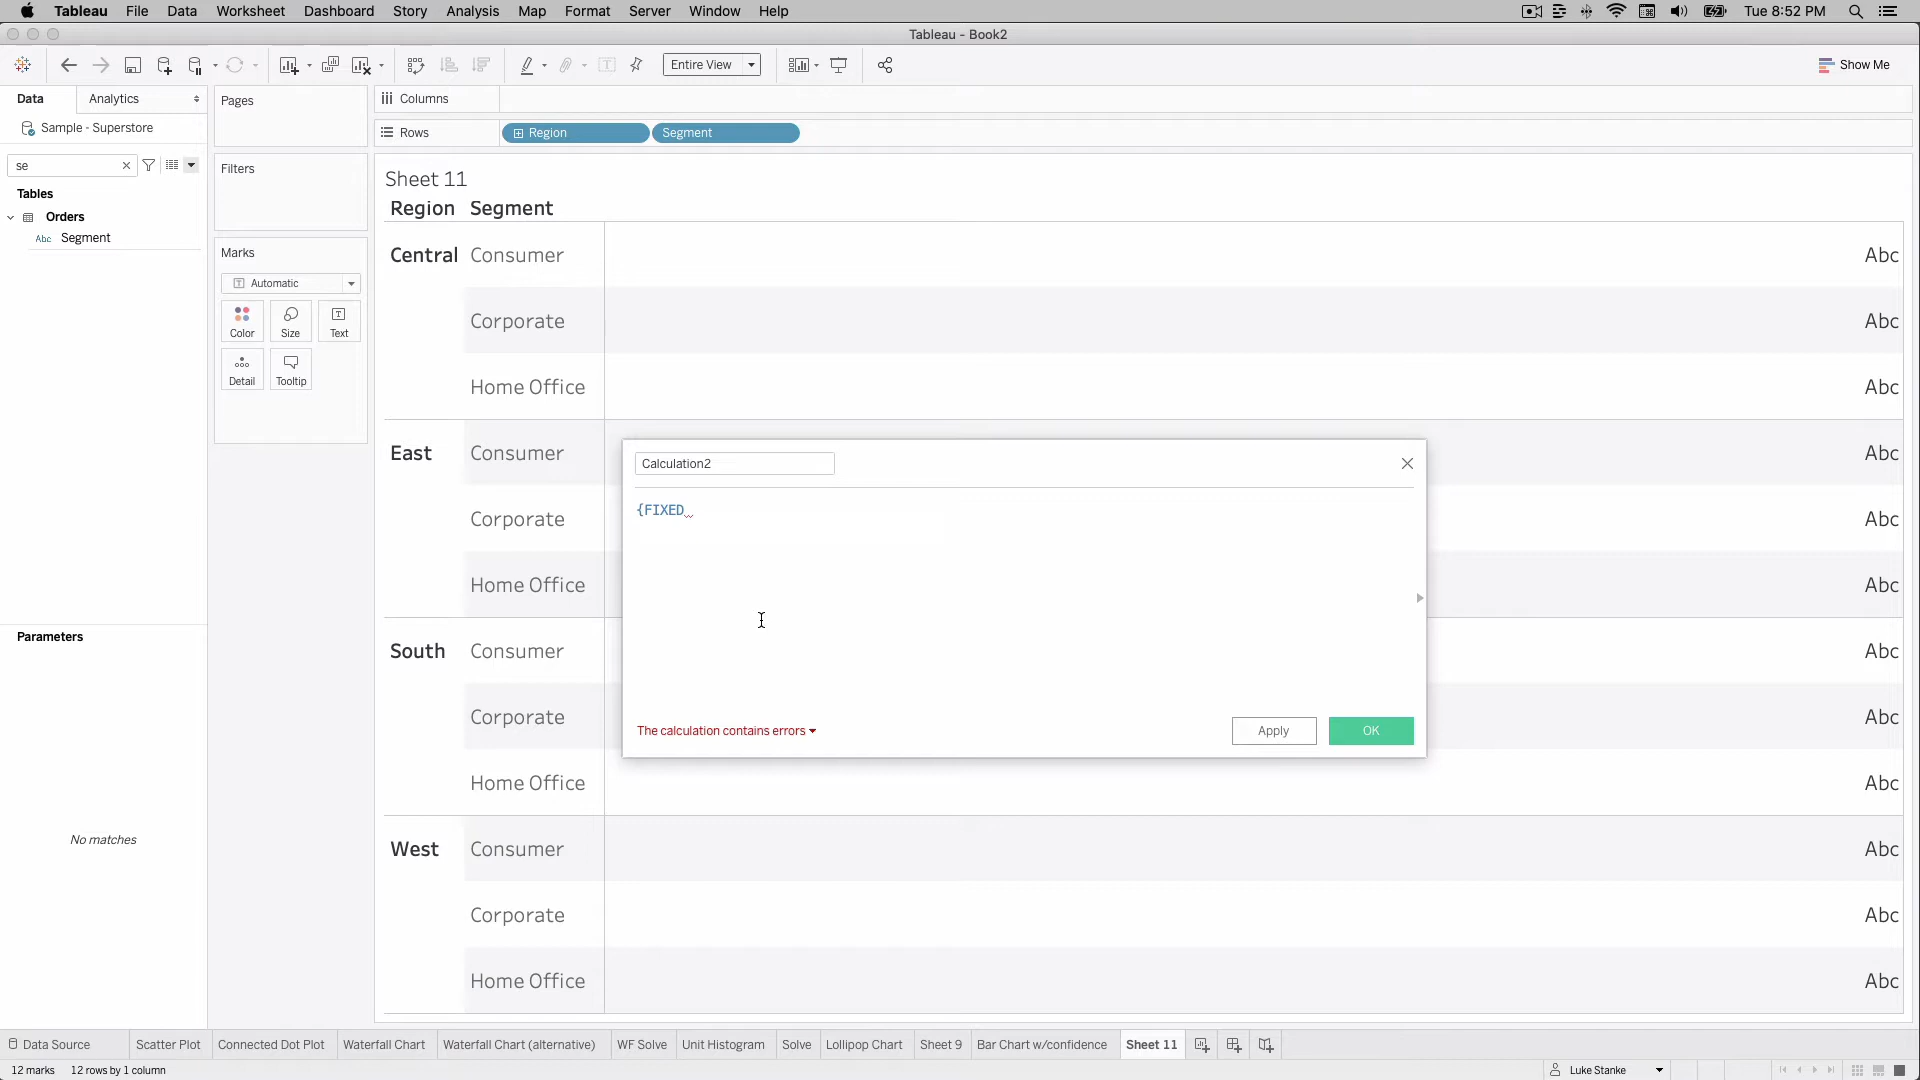 Tableau File Data Worksheet Dashboard Story Analysis Map Format Server Window Help Tue 8:52 PM
Tableau - Book2
Entire View Show Me
Data Analytics
Sample - Superstore
se
Tables
Orders
Abc Segment
Parameters
No matches
Pages
Filters
Marks
Automatic
Color Size Text
Detail Tooltip
Columns
Rows Region Segment
Sheet 11
Region Segment
Central Consumer Abc
Corporate Abc
Home Office Abc
East Consumer Abc
Corporate Abc
Home Office Abc
South Consumer Abc
Corporate Abc
Home Office Abc
West Consumer Abc
Corporate Abc
Home Office Abc
Calculation2
{FIXED
The calculation contains errors Apply OK
Data Source Scatter Plot Connected Dot Plot Waterfall Chart Waterfall Chart (alternative) WF Solve Unit Histogram Solve Lollipop Chart Sheet 9 Bar Chart w/confidence Sheet 11
12 marks 12 rows by 1 column Luke Stanke